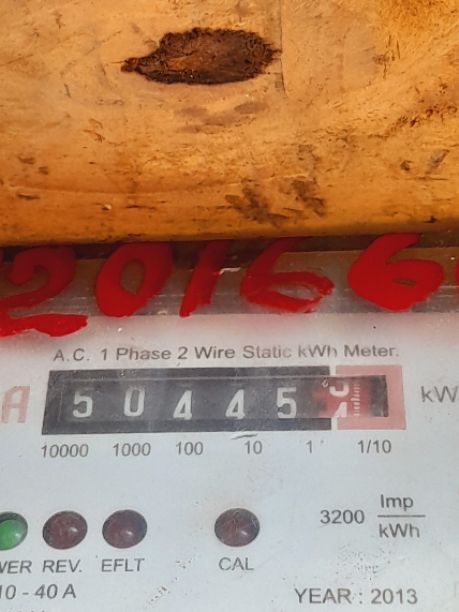 201666
A.C. 1 Phase 2 Wire Static kWh Meter.
A 5 0 4 4 5 kW
10000 1000 100 10 1 1/10
3200 Imp/kWh
WER REV. EFLT CAL
10 - 40 A
YEAR : 2013